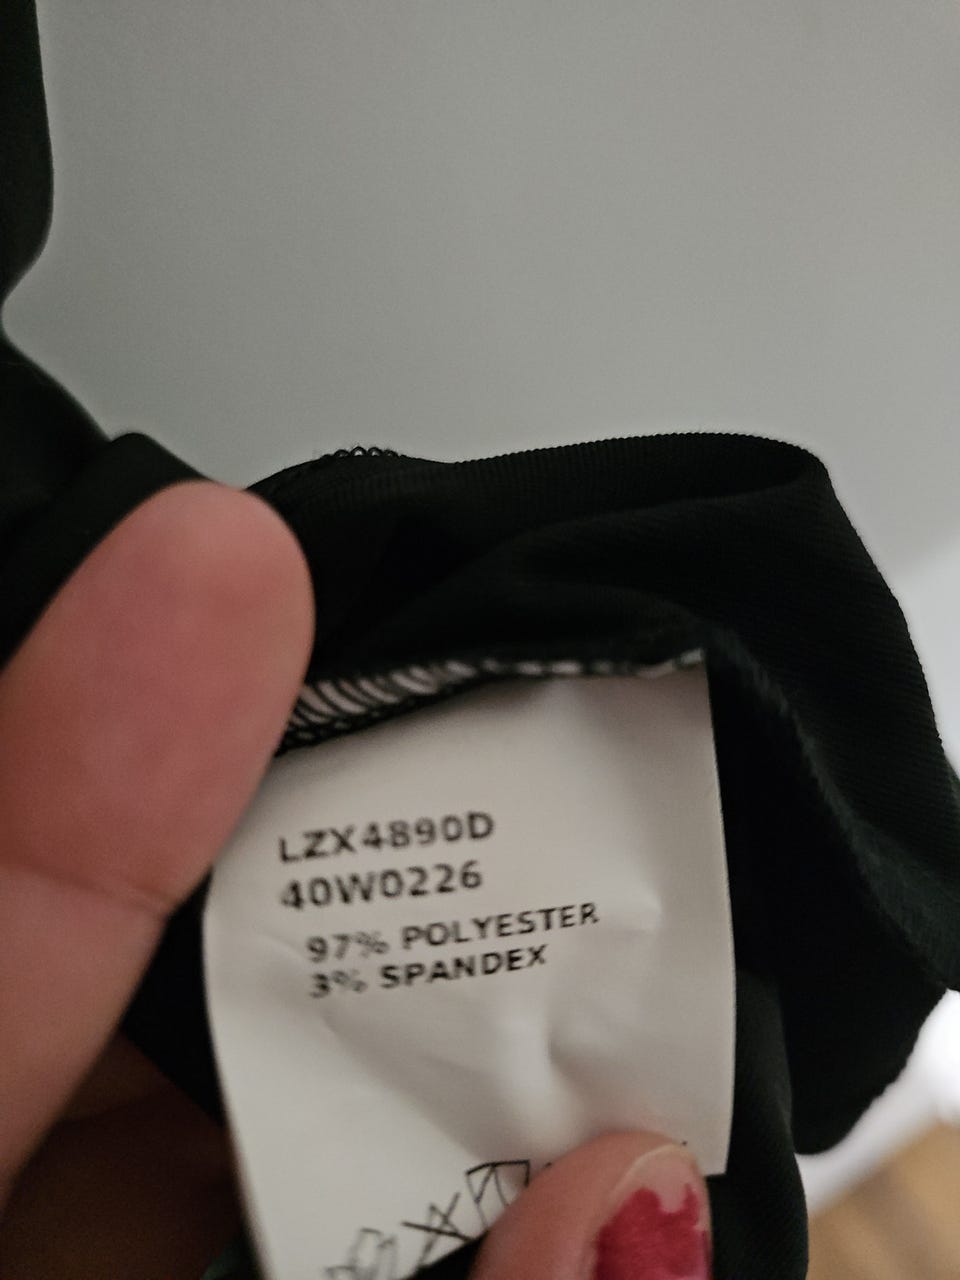 LZX4890D
40W0226
97% POLYESTER
3% SPANDEX